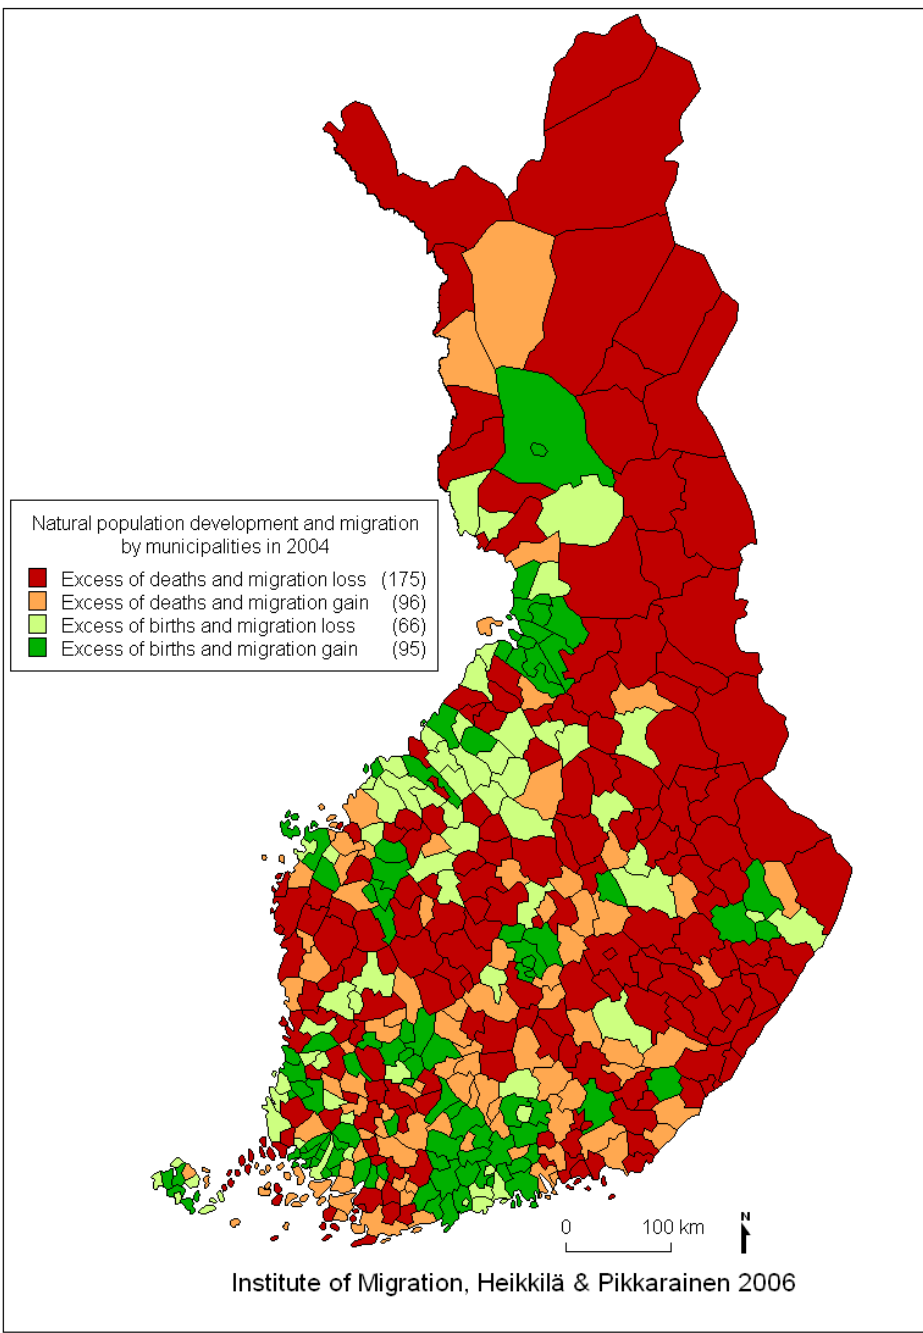 Natural population development and migration
by municipalities in 2004
Excess of deaths and migration loss (175)
Excess of deaths and migration gain (96)
Excess of births and migration loss (66)
Excess of births and migration gain (95)
N
0 100 km
Institute of Migration, Heikkilä & Pikkarainen 2006